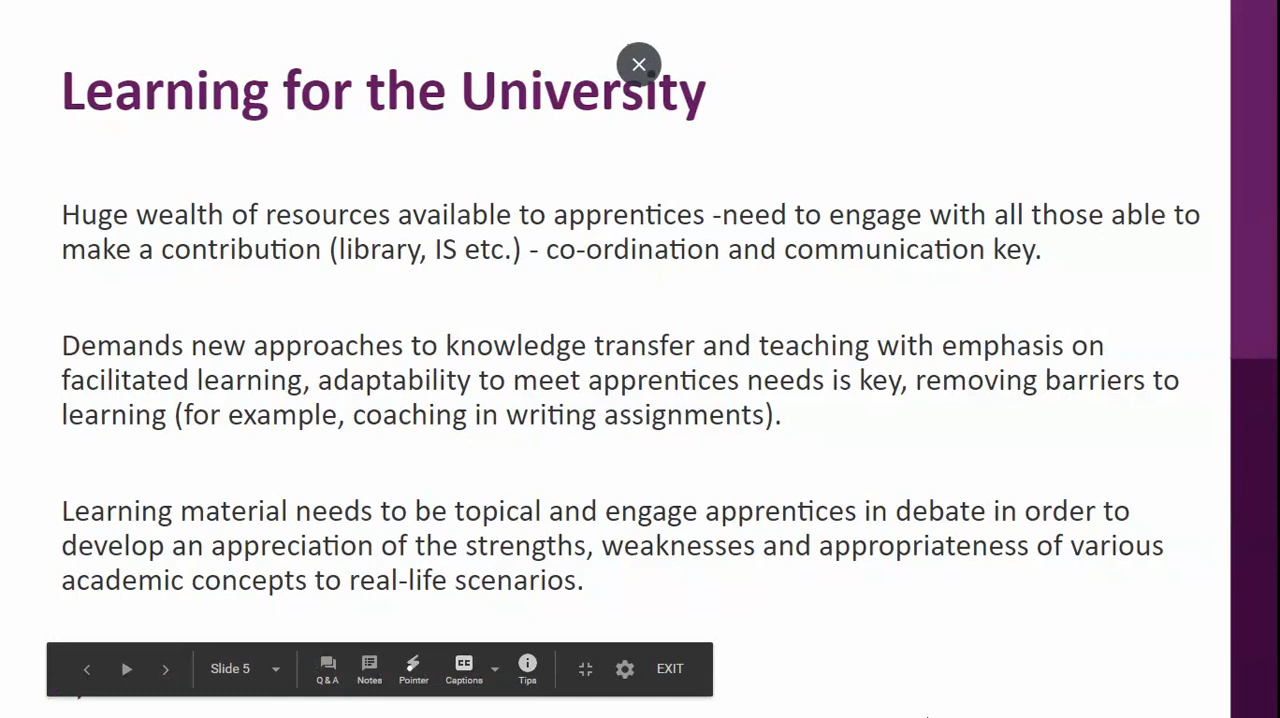 Learning for the University
Huge wealth of resources available to apprentices -need to engage with all those able to
make a contribution (library, IS etc.) - co-ordination and communication key.
Demands new approaches to knowledge transfer and teaching with emphasis on
facilitated learning, adaptability to meet apprentices needs is key, removing barriers to
learning (for example, coaching in writing assignments).
Learning material needs to be topical and engage apprentices in debate in order to
develop an appreciation of the strengths, weaknesses and appropriateness of various
academic concepts to real-life scenarios.
Slide 5 Q&A Notes Pointer CC Captions Tips EXIT